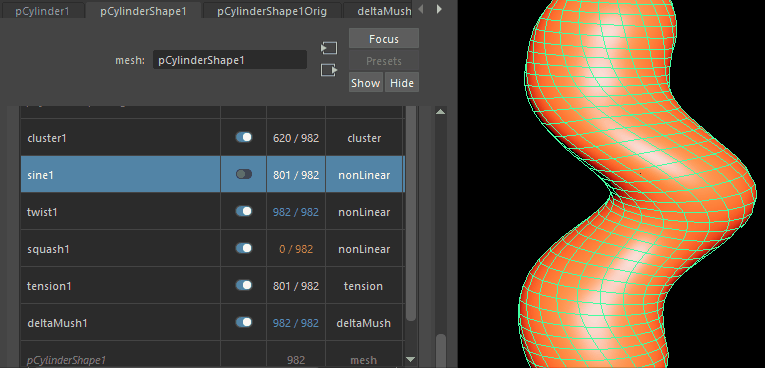 pCylinder1 pCylinderShape1 pCylinderShape1Orig deltaMush
mesh: pCylinderShape1
Focus
Presets
Show Hide
cluster1 620 / 982 cluster
sine1 801 / 982 nonLinear
twist1 982 / 982 nonLinear
squash1 0 / 982 nonLinear
tension1 801 / 982 tension
deltaMush1 982 / 982 deltaMush
pCylinderShape1 982 mesh